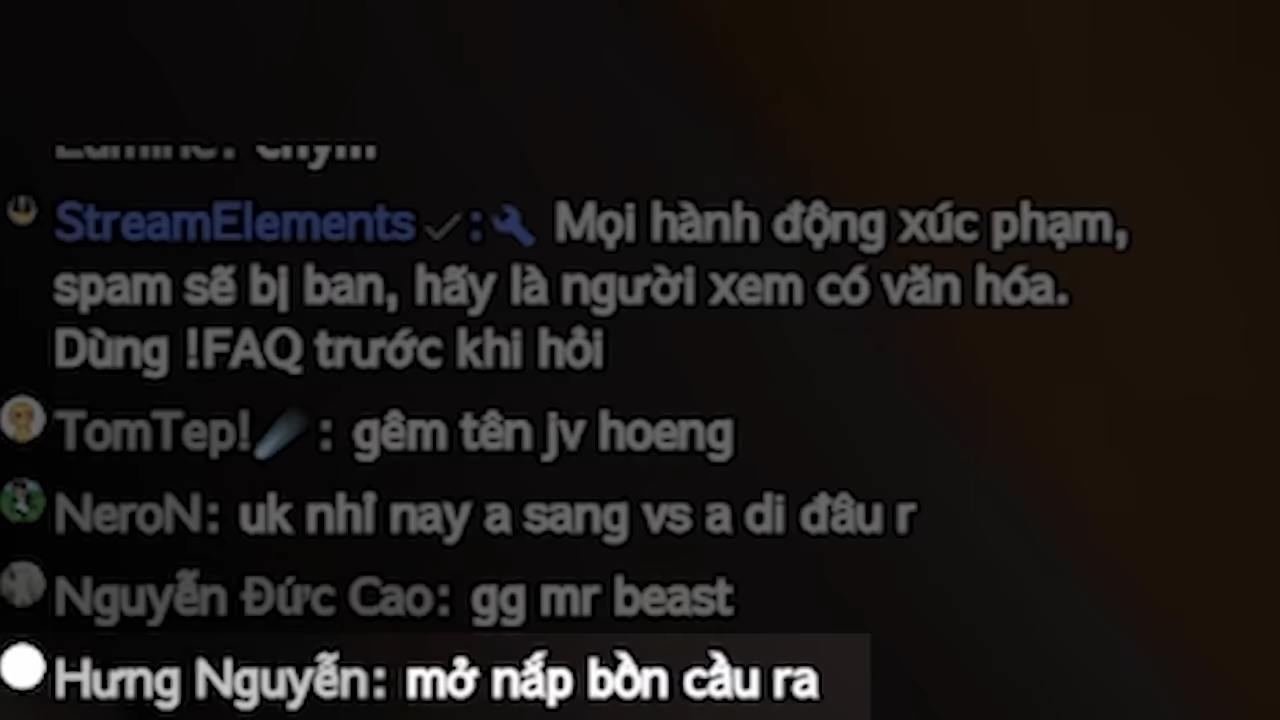 StreamElements: Mọi hành động xúc phạm,
spam sẽ bị ban, hãy là người xem có văn hóa.
Dùng !FAQ trước khi hỏi
TomTep!: gêm tên jv hoeng
NeroN: uk nhỉ nay a sang vs a di đâu r
Nguyễn Đức Cao: gg mr beast
Hưng Nguyễn: mở nắp bồn cầu ra